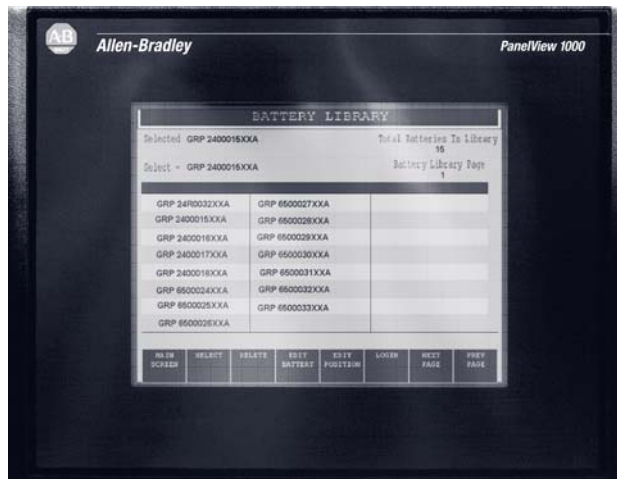 AB
Allen-Bradley
PanelView 1000
BATTERY LIBRARY
Selected GRP 2400015XXA
Total Batteries In Library
15
Select - GRP 2400015XXA
Battery Library Page
1
GRP 24R0032XXA GRP 6500027XXA
GRP 2400015XXA GRP 6500028XXA
GRP 2400016XXA GRP 6500029XXA
GRP 2400017XXA GRP 6500030XXA
GRP 2400018XXA GRP 6500031XXA
GRP 6500024XXA GRP 6500032XXA
GRP 6500025XXA GRP 6500033XXA
GRP 6500026XXA
MAIN SCREEN
SELECT
DELETE
EDIT BATTERY
EDIT POSITION
LOGIN
NEXT PAGE
PREV PAGE